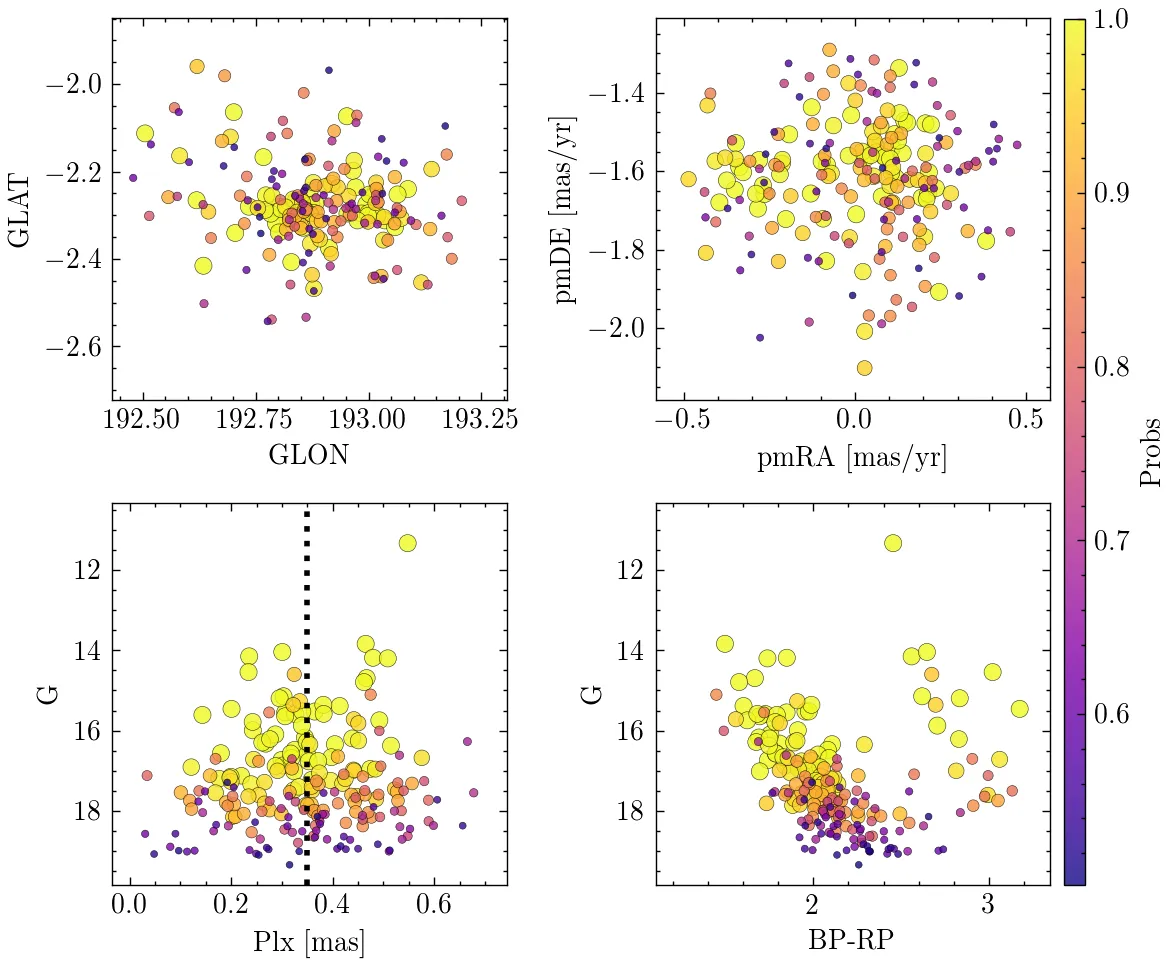 −2.0
−2.2
−2.4
−2.6
GLAT
192.50 192.75 193.00 193.25
GLON
−1.4
−1.6
−1.8
−2.0
pmDE [mas/yr]
−0.5 0.0 0.5
pmRA [mas/yr]
12
14
16
18
G
0.0 0.2 0.4 0.6
Plx [mas]
12
14
16
18
G
2 3
BP-RP
1.0
0.9
0.8
0.7
0.6
Probs